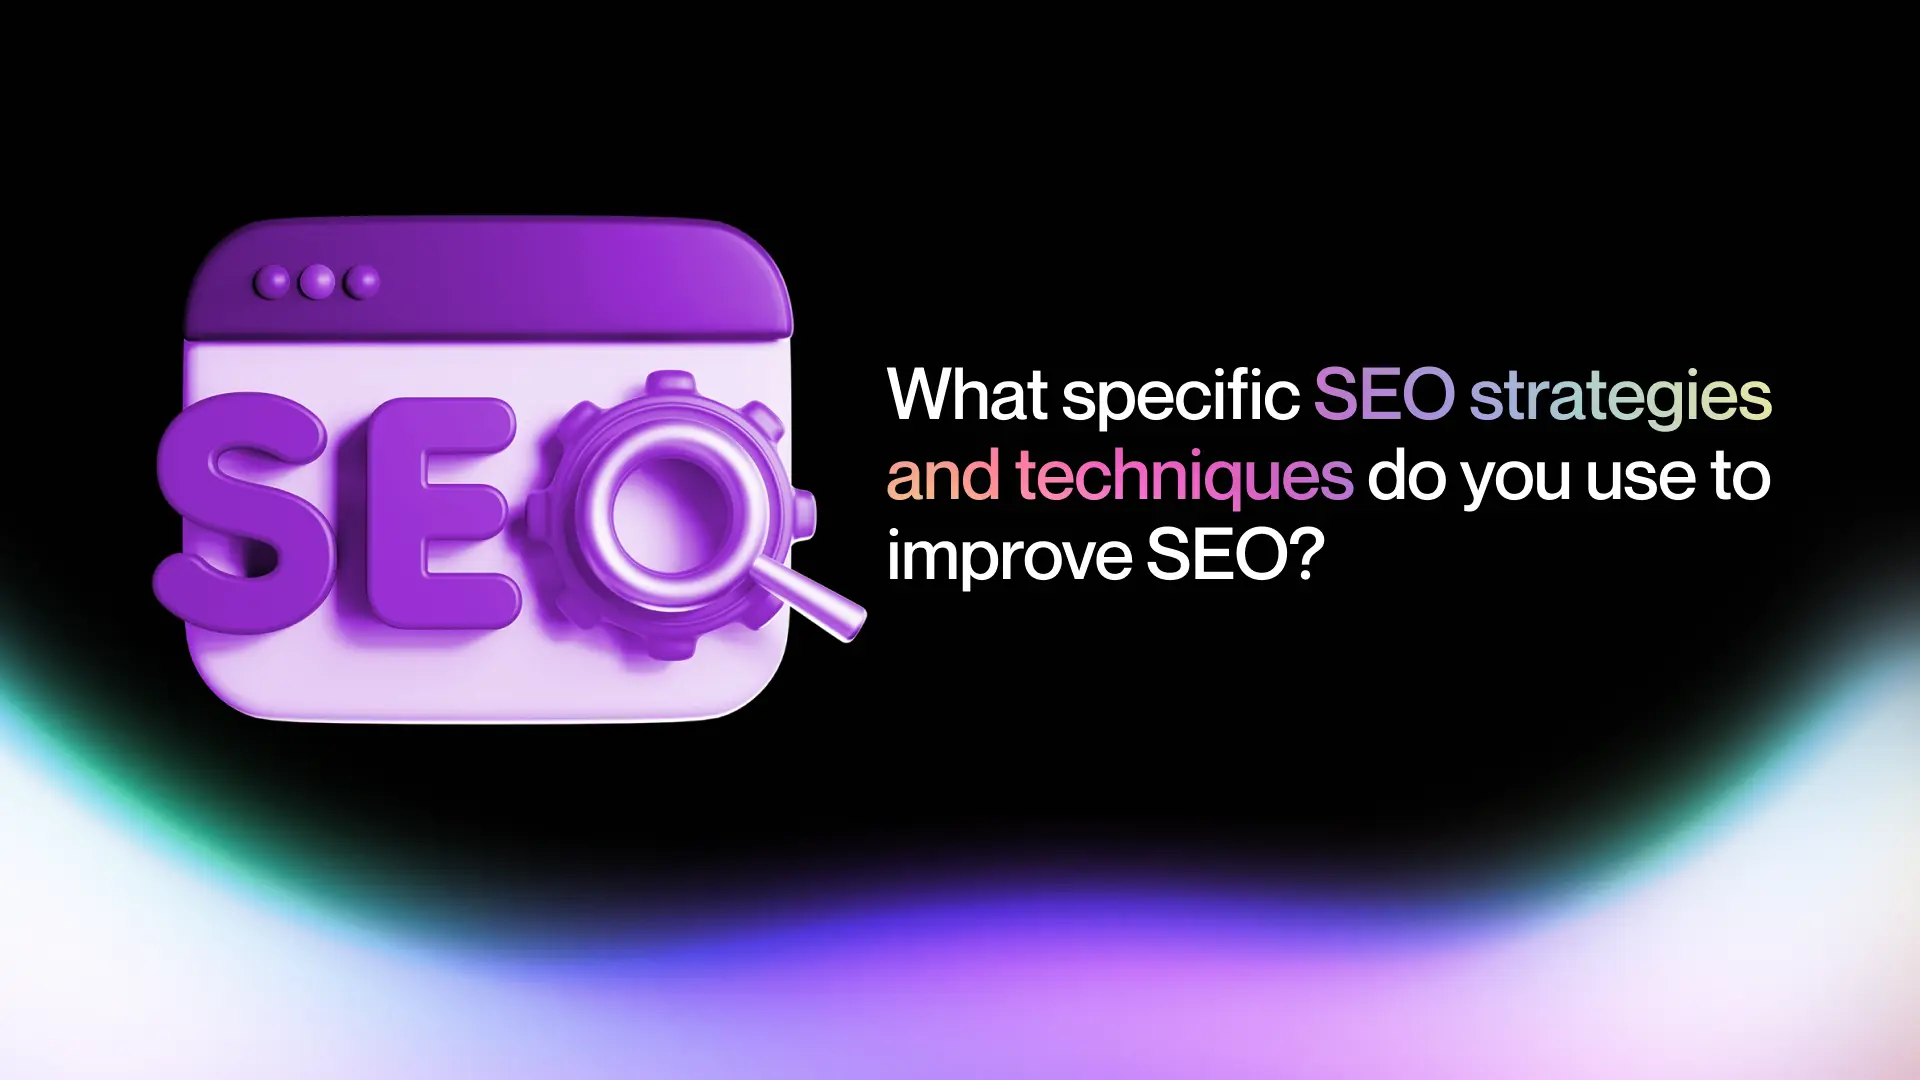 SEO
What specific SEO strategies
and techniques do you use to
improve SEO?